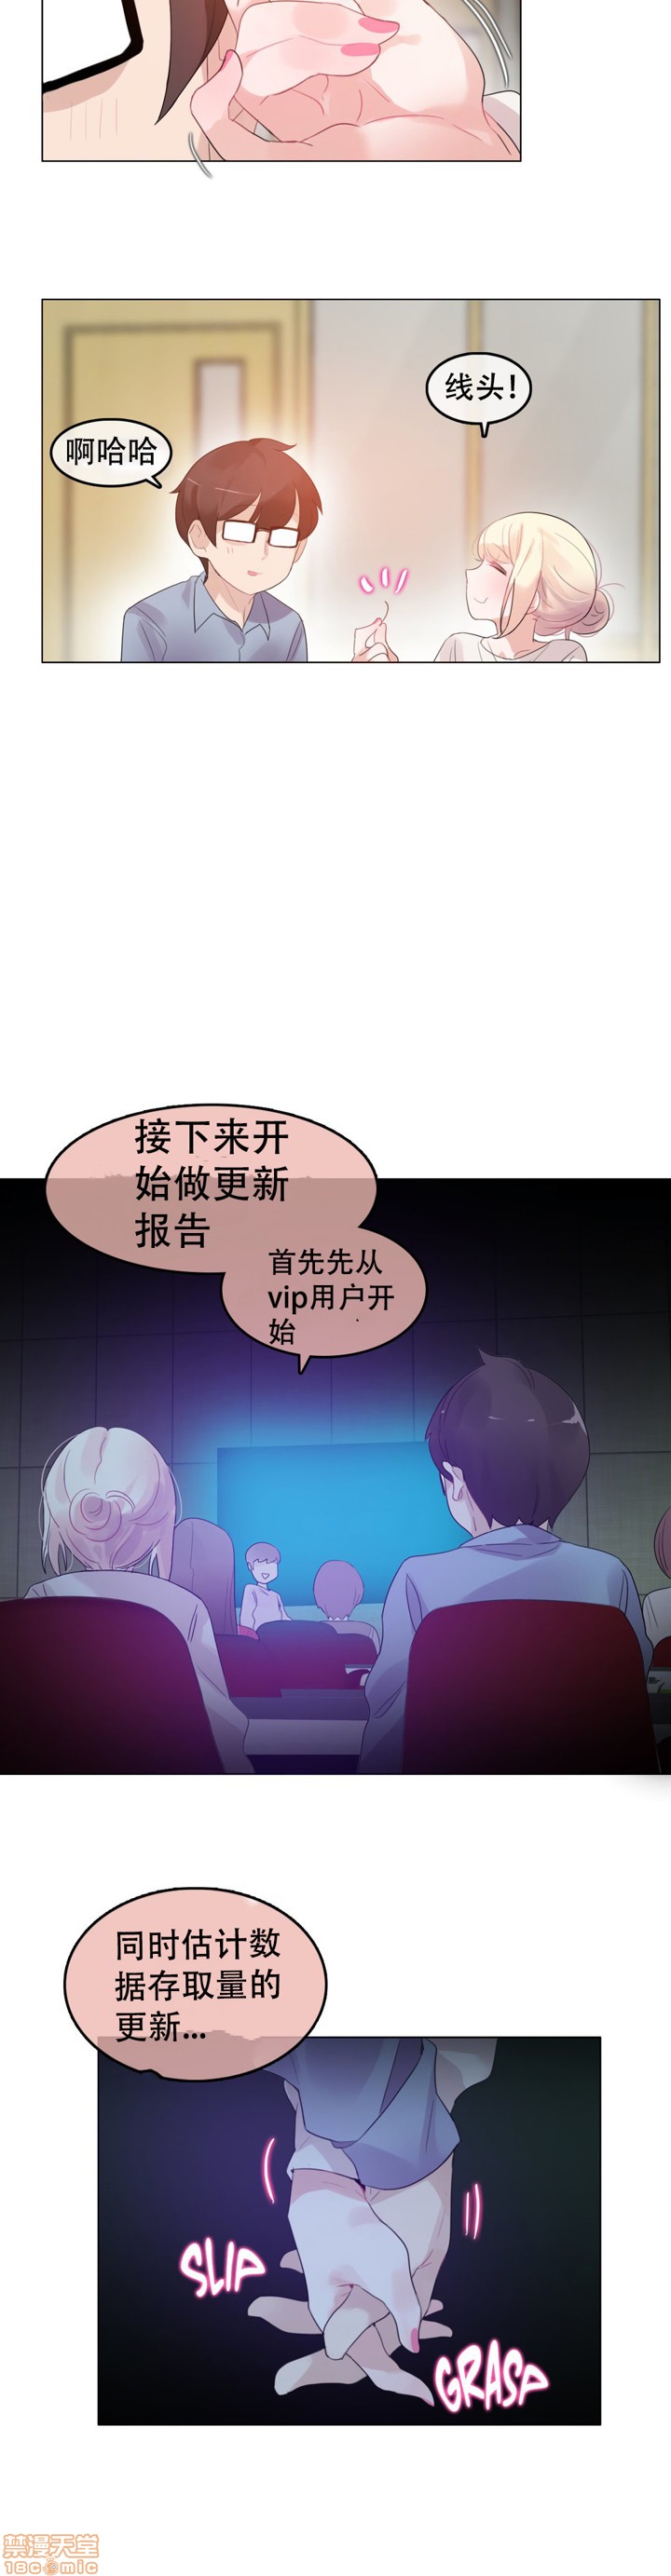 线头!
啊哈哈
接下来开
始做更新
报告
首先先从
vip用户开
始
同时估计数
据存取量的
更新...
SLIP
GRASP
禁漫天堂
18comic